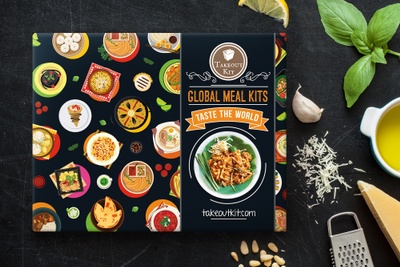 TAKEOUT
KIT
GLOBAL MEAL KITS
TASTE THE WORLD
takeoutkit.com